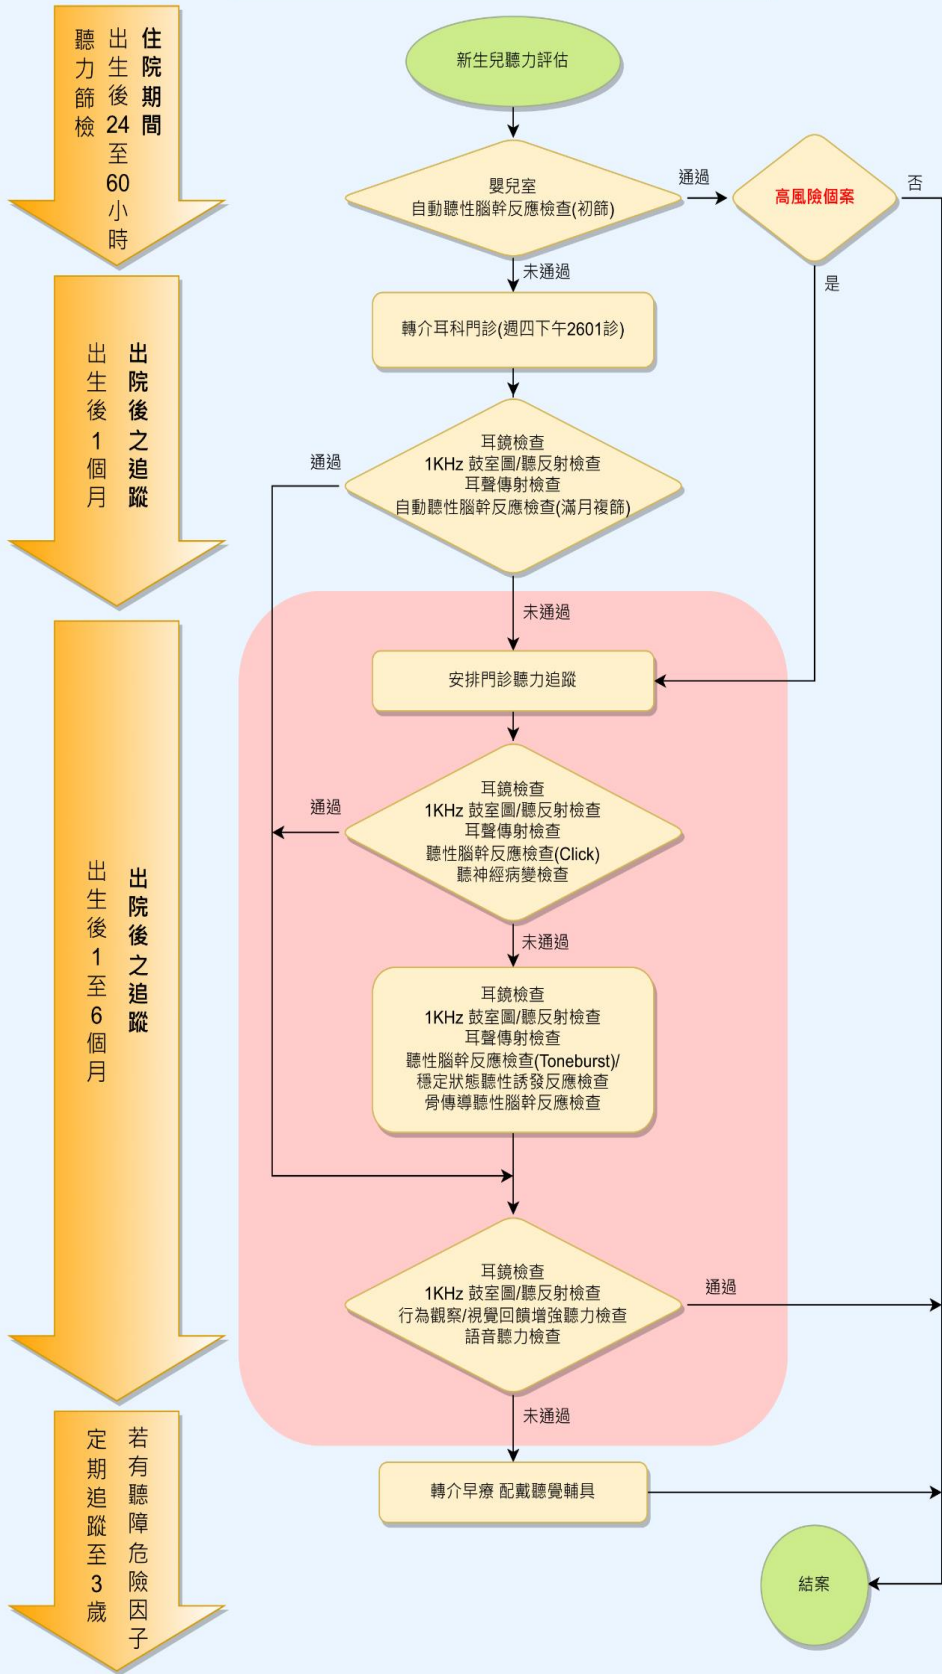 住院期間
出生後24至60小時
聽力篩檢
出院後之追蹤
出生後1個月
出院後之追蹤
出生後1至6個月
若有聽障危險因子
定期追蹤至3歲
新生兒聽力評估
嬰兒室
自動聽性腦幹反應檢查(初篩)
通過
高風險個案
否
是
未通過
轉介耳科門診(週四下午2601診)
耳鏡檢查
1KHz 鼓室圖/聽反射檢查
耳聲傳射檢查
自動聽性腦幹反應檢查(滿月複篩)
通過
未通過
安排門診聽力追蹤
耳鏡檢查
1KHz 鼓室圖/聽反射檢查
耳聲傳射檢查
聽性腦幹反應檢查(Click)
聽神經病變檢查
通過
未通過
耳鏡檢查
1KHz 鼓室圖/聽反射檢查
耳聲傳射檢查
聽性腦幹反應檢查(Toneburst)/
穩定狀態聽性誘發反應檢查
骨傳導聽性腦幹反應檢查
耳鏡檢查
1KHz 鼓室圖/聽反射檢查
行為觀察/視覺回饋增強聽力檢查
語音聽力檢查
通過
未通過
轉介早療 配戴聽覺輔具
結案